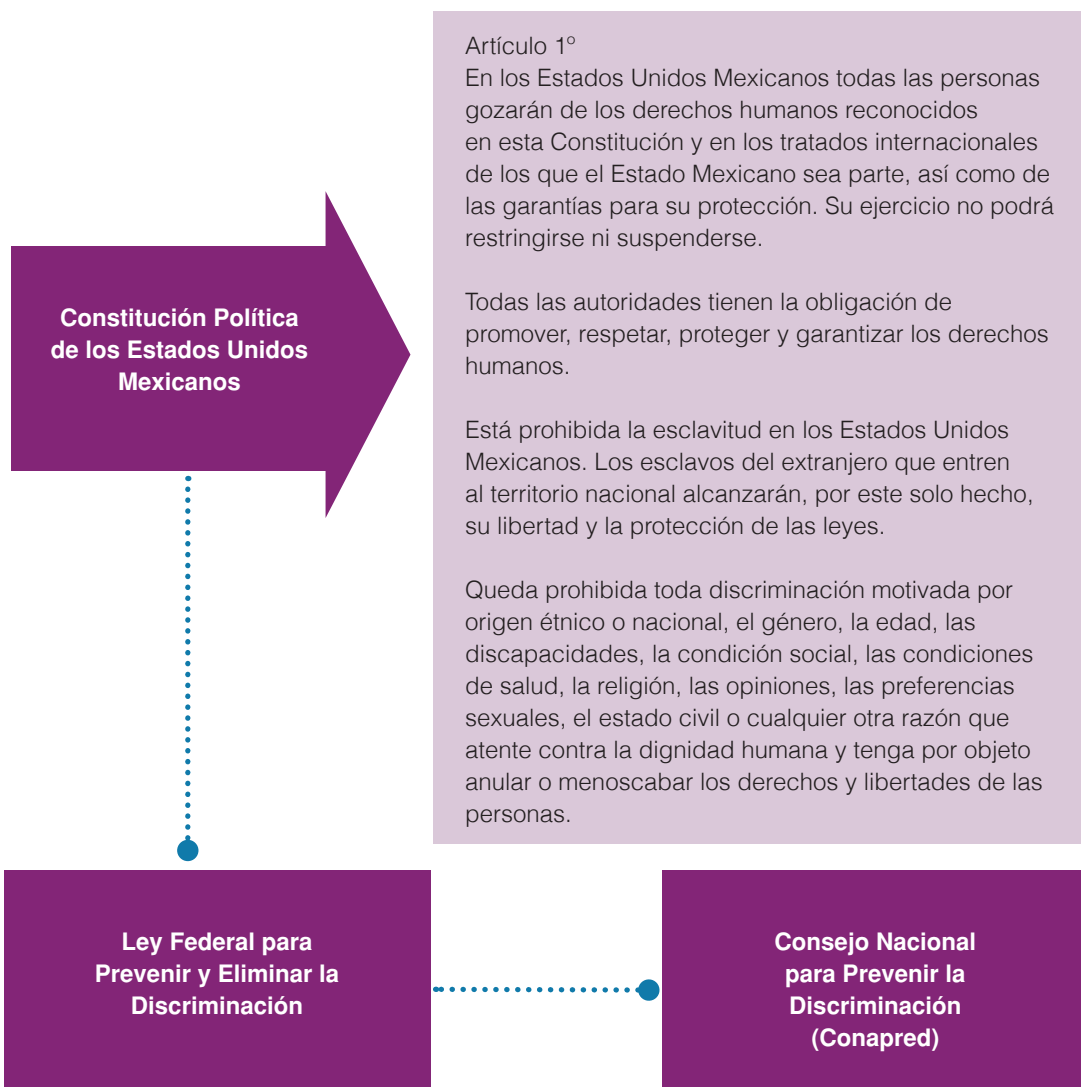 Artículo 1º
En los Estados Unidos Mexicanos todas las personas
gozarán de los derechos humanos reconocidos
en esta Constitución y en los tratados internacionales
de los que el Estado Mexicano sea parte, así como de
las garantías para su protección. Su ejercicio no podrá
restringirse ni suspenderse.
Todas las autoridades tienen la obligación de
promover, respetar, proteger y garantizar los derechos
humanos.
Está prohibida la esclavitud en los Estados Unidos
Mexicanos. Los esclavos del extranjero que entren
al territorio nacional alcanzarán, por este solo hecho,
su libertad y la protección de las leyes.
Queda prohibida toda discriminación motivada por
origen étnico o nacional, el género, la edad, las
discapacidades, la condición social, las condiciones
de salud, la religión, las opiniones, las preferencias
sexuales, el estado civil o cualquier otra razón que
atente contra la dignidad humana y tenga por objeto
anular o menoscabar los derechos y libertades de las
personas.
Constitución Política
de los Estados Unidos
Mexicanos
Ley Federal para
Prevenir y Eliminar la
Discriminación
Consejo Nacional
para Prevenir la
Discriminación
(Conapred)